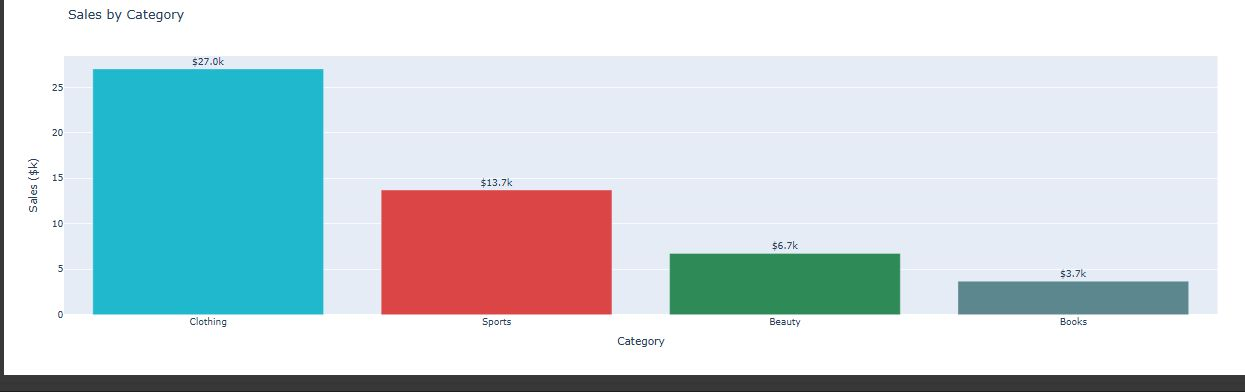 Sales by Category
$27.0k
25
20
15
10
5
0
Sales ($k)
$13.7k
$6.7k
$3.7k
Clothing Sports Beauty Books
Category